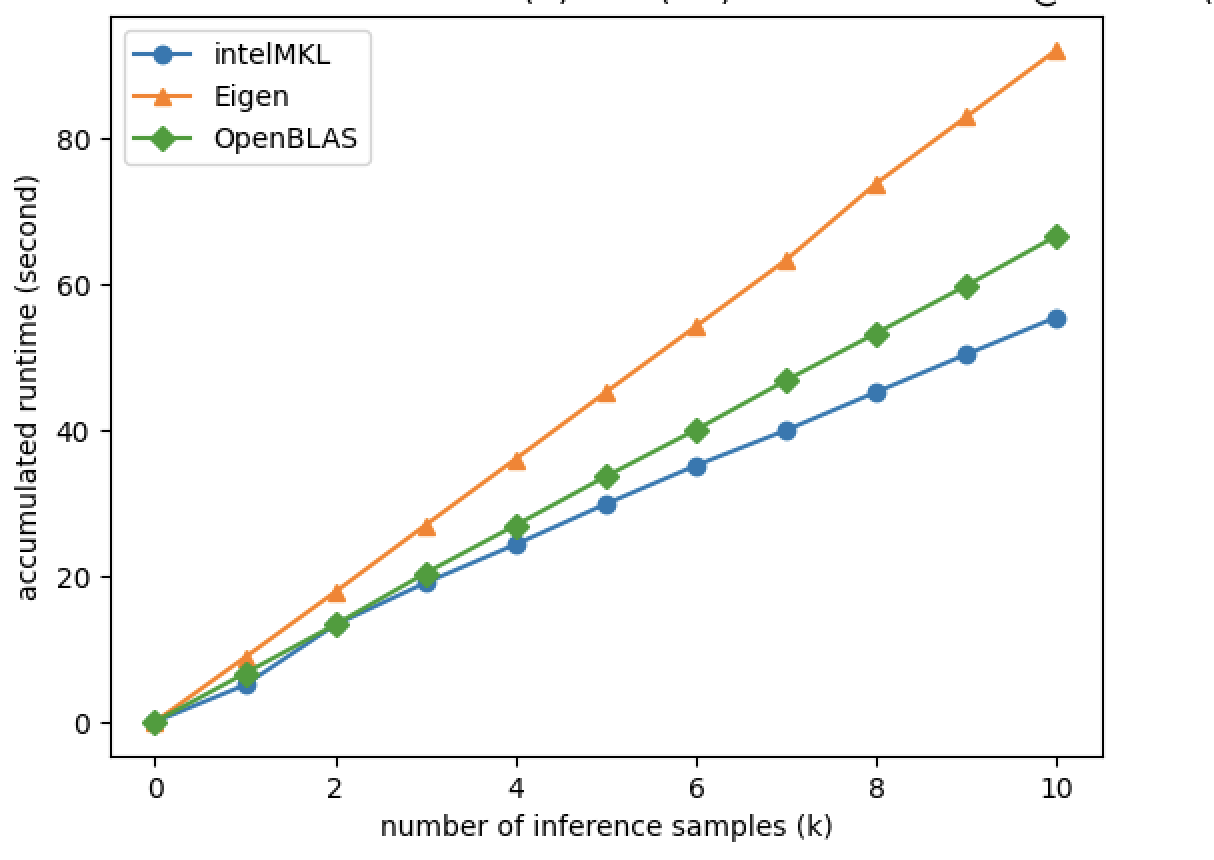 intelMKL
Eigen
OpenBLAS
80
60
40
20
0
accumulated runtime (second)
0 2 4 6 8 10
number of inference samples (k)